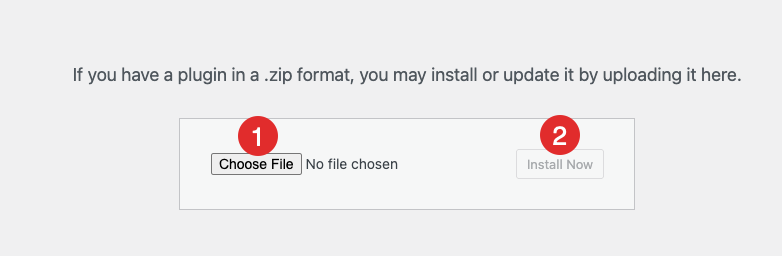 If you have a plugin in a .zip format, you may install or update it by uploading it here.
1
2
Choose File No file chosen
Install Now